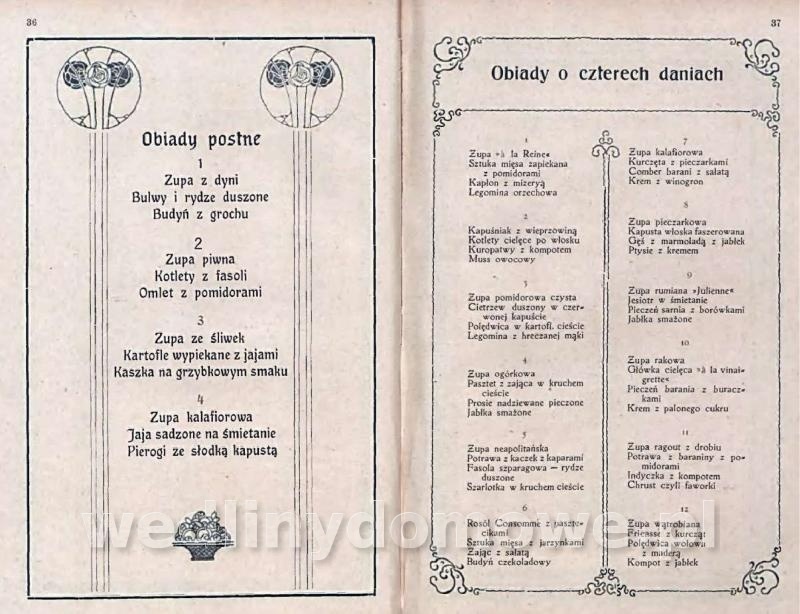 36
Obiady postne
1
Zupa z dyni
Bulwy i rydze duszone
Budyń z grochu
2
Zupa piwna
Kotlety z fasoli
Omlet z pomidorami
3
Zupa ze śliwek
Kartofle wypiekane z jajami
Kaszka na grzybkowym smaku
4
Zupa kalafiorowa
Jaja sadzone na śmietanie
Pierogi ze słodką kapustą
37
Obiady o czterech daniach
1
Zupa »à la Reine«
Sztuka mięsa zapiekana
z pomidorami
Kapłon z mizeryą
Legomina orzechowa
2
Kapuśniak z wieprzowiną
Kotlety cielęce po włosku
Kuropatwy z kompotem
Muss owocowy
3
Zupa pomidorowa czysta
Cietrzew duszony w czer-
wonej kapuście
Polędwica w kartofl. cieście
Legomina z hreczanej mąki
4
Zupa ogórkowa
Pasztet z zająca w kruchem
cieście
Prosie nadziewane pieczone
Jabłka smażone
5
Zupa neapolitańska
Potrawa z kaczek z kaparami
Fasola szparagowa — rydze
duszone
Szarlotka w kruchem cieście
6
Rosół Consommé z paszte-
cikami
Sztuka mięsa z jarzynkami
Zając z sałatą
Budyń czekoladowy
7
Zupa kalafiorowa
Kurczęta z pieczarkami
Comber barani z sałatą
Krem z winogron
8
Zupa pieczarkowa
Kapusta włoska faszerowana
Gęś z marmoladą z jabłek
Ptysie z kremem
9
Zupa rumiana »Julienne«
Jesiotr w śmietanie
Pieczeń sarnia z borówkami
Jabłka smażone
10
Zupa rakowa
Główka cielęca »à la vinai-
grette«
Pieczeń barania z buracz-
kami
Krem z palonego cukru
11
Zupa ragout z drobiu
Potrawa z baraniny z po-
midorami
Indyczka z kompotem
Chrust czyli faworki
12
Zupa wątrobiana
Fricassé z kurcząt
Polędwica wołowa
z maderą
Kompot z jabłek
wedlinydomowe.pl